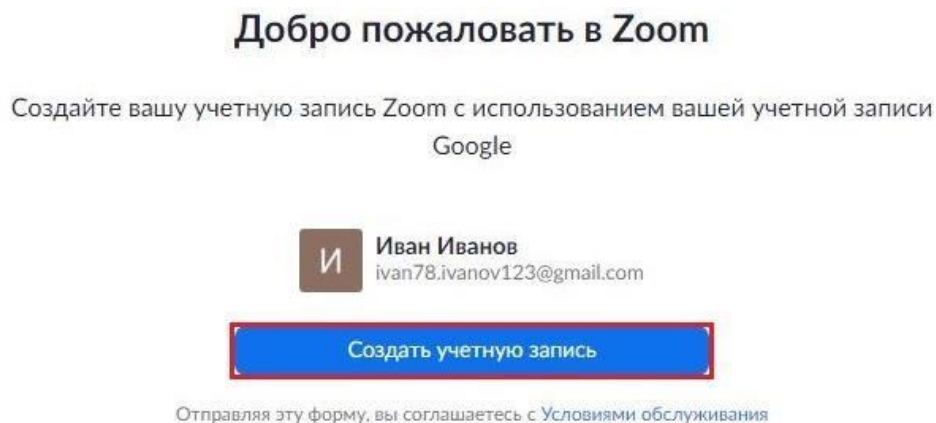 Добро пожаловать в Zoom
Создайте вашу учетную запись Zoom с использованием вашей учетной записи
Google
И
Иван Иванов
ivan78.ivanov123@gmail.com
Создать учетную запись
Отправляя эту форму, вы соглашаетесь с Условиями обслуживания